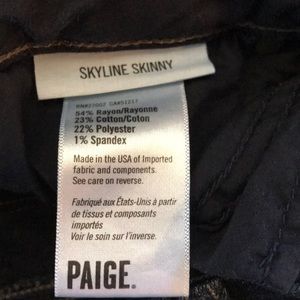 SKYLINE SKINNY
54% Rayon/Rayonne
23% Cotton/Coton
22% Polyester
1% Spandex
Made in the USA of Imported
fabric and components.
See care on reverse.
Fabriqué aux États-Unis à partir
de tissus et composants
importés
Voir le soin sur l'inverse.
PAIGE.